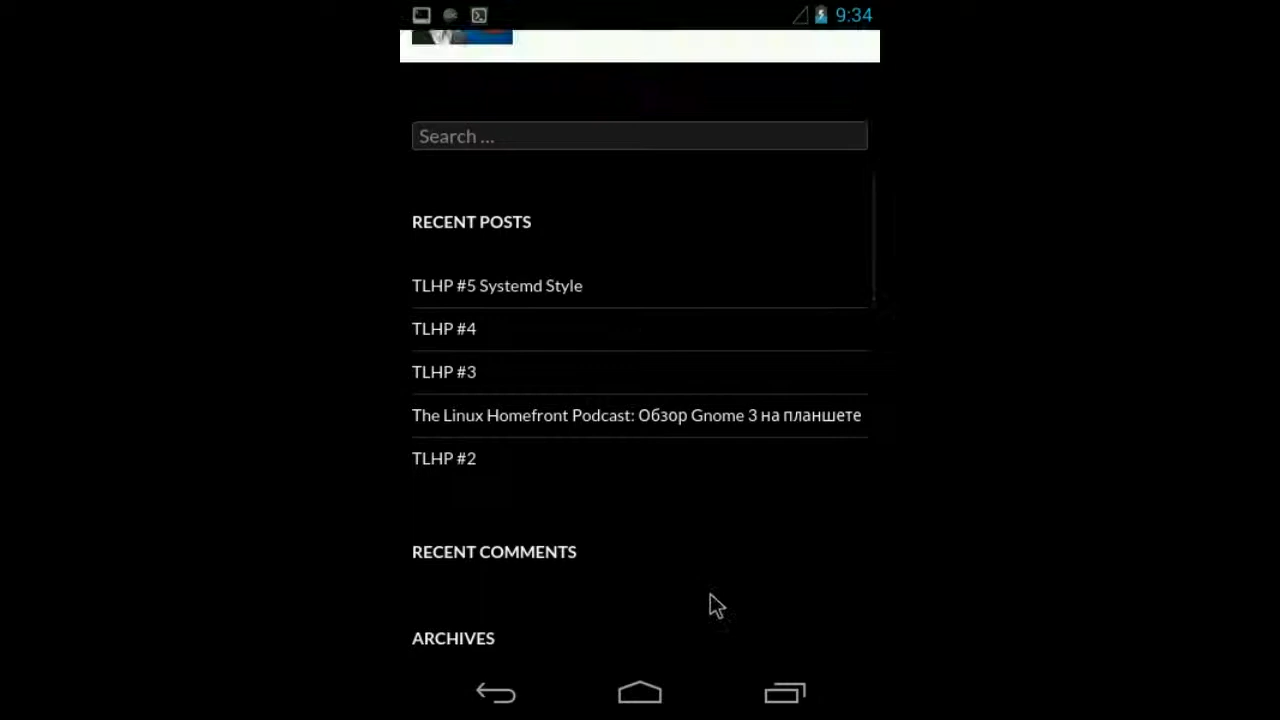 9:34
Search ...
RECENT POSTS
TLHP #5 Systemd Style
TLHP #4
TLHP #3
The Linux Homefront Podcast: Обзор Gnome 3 на планшете
TLHP #2
RECENT COMMENTS
ARCHIVES